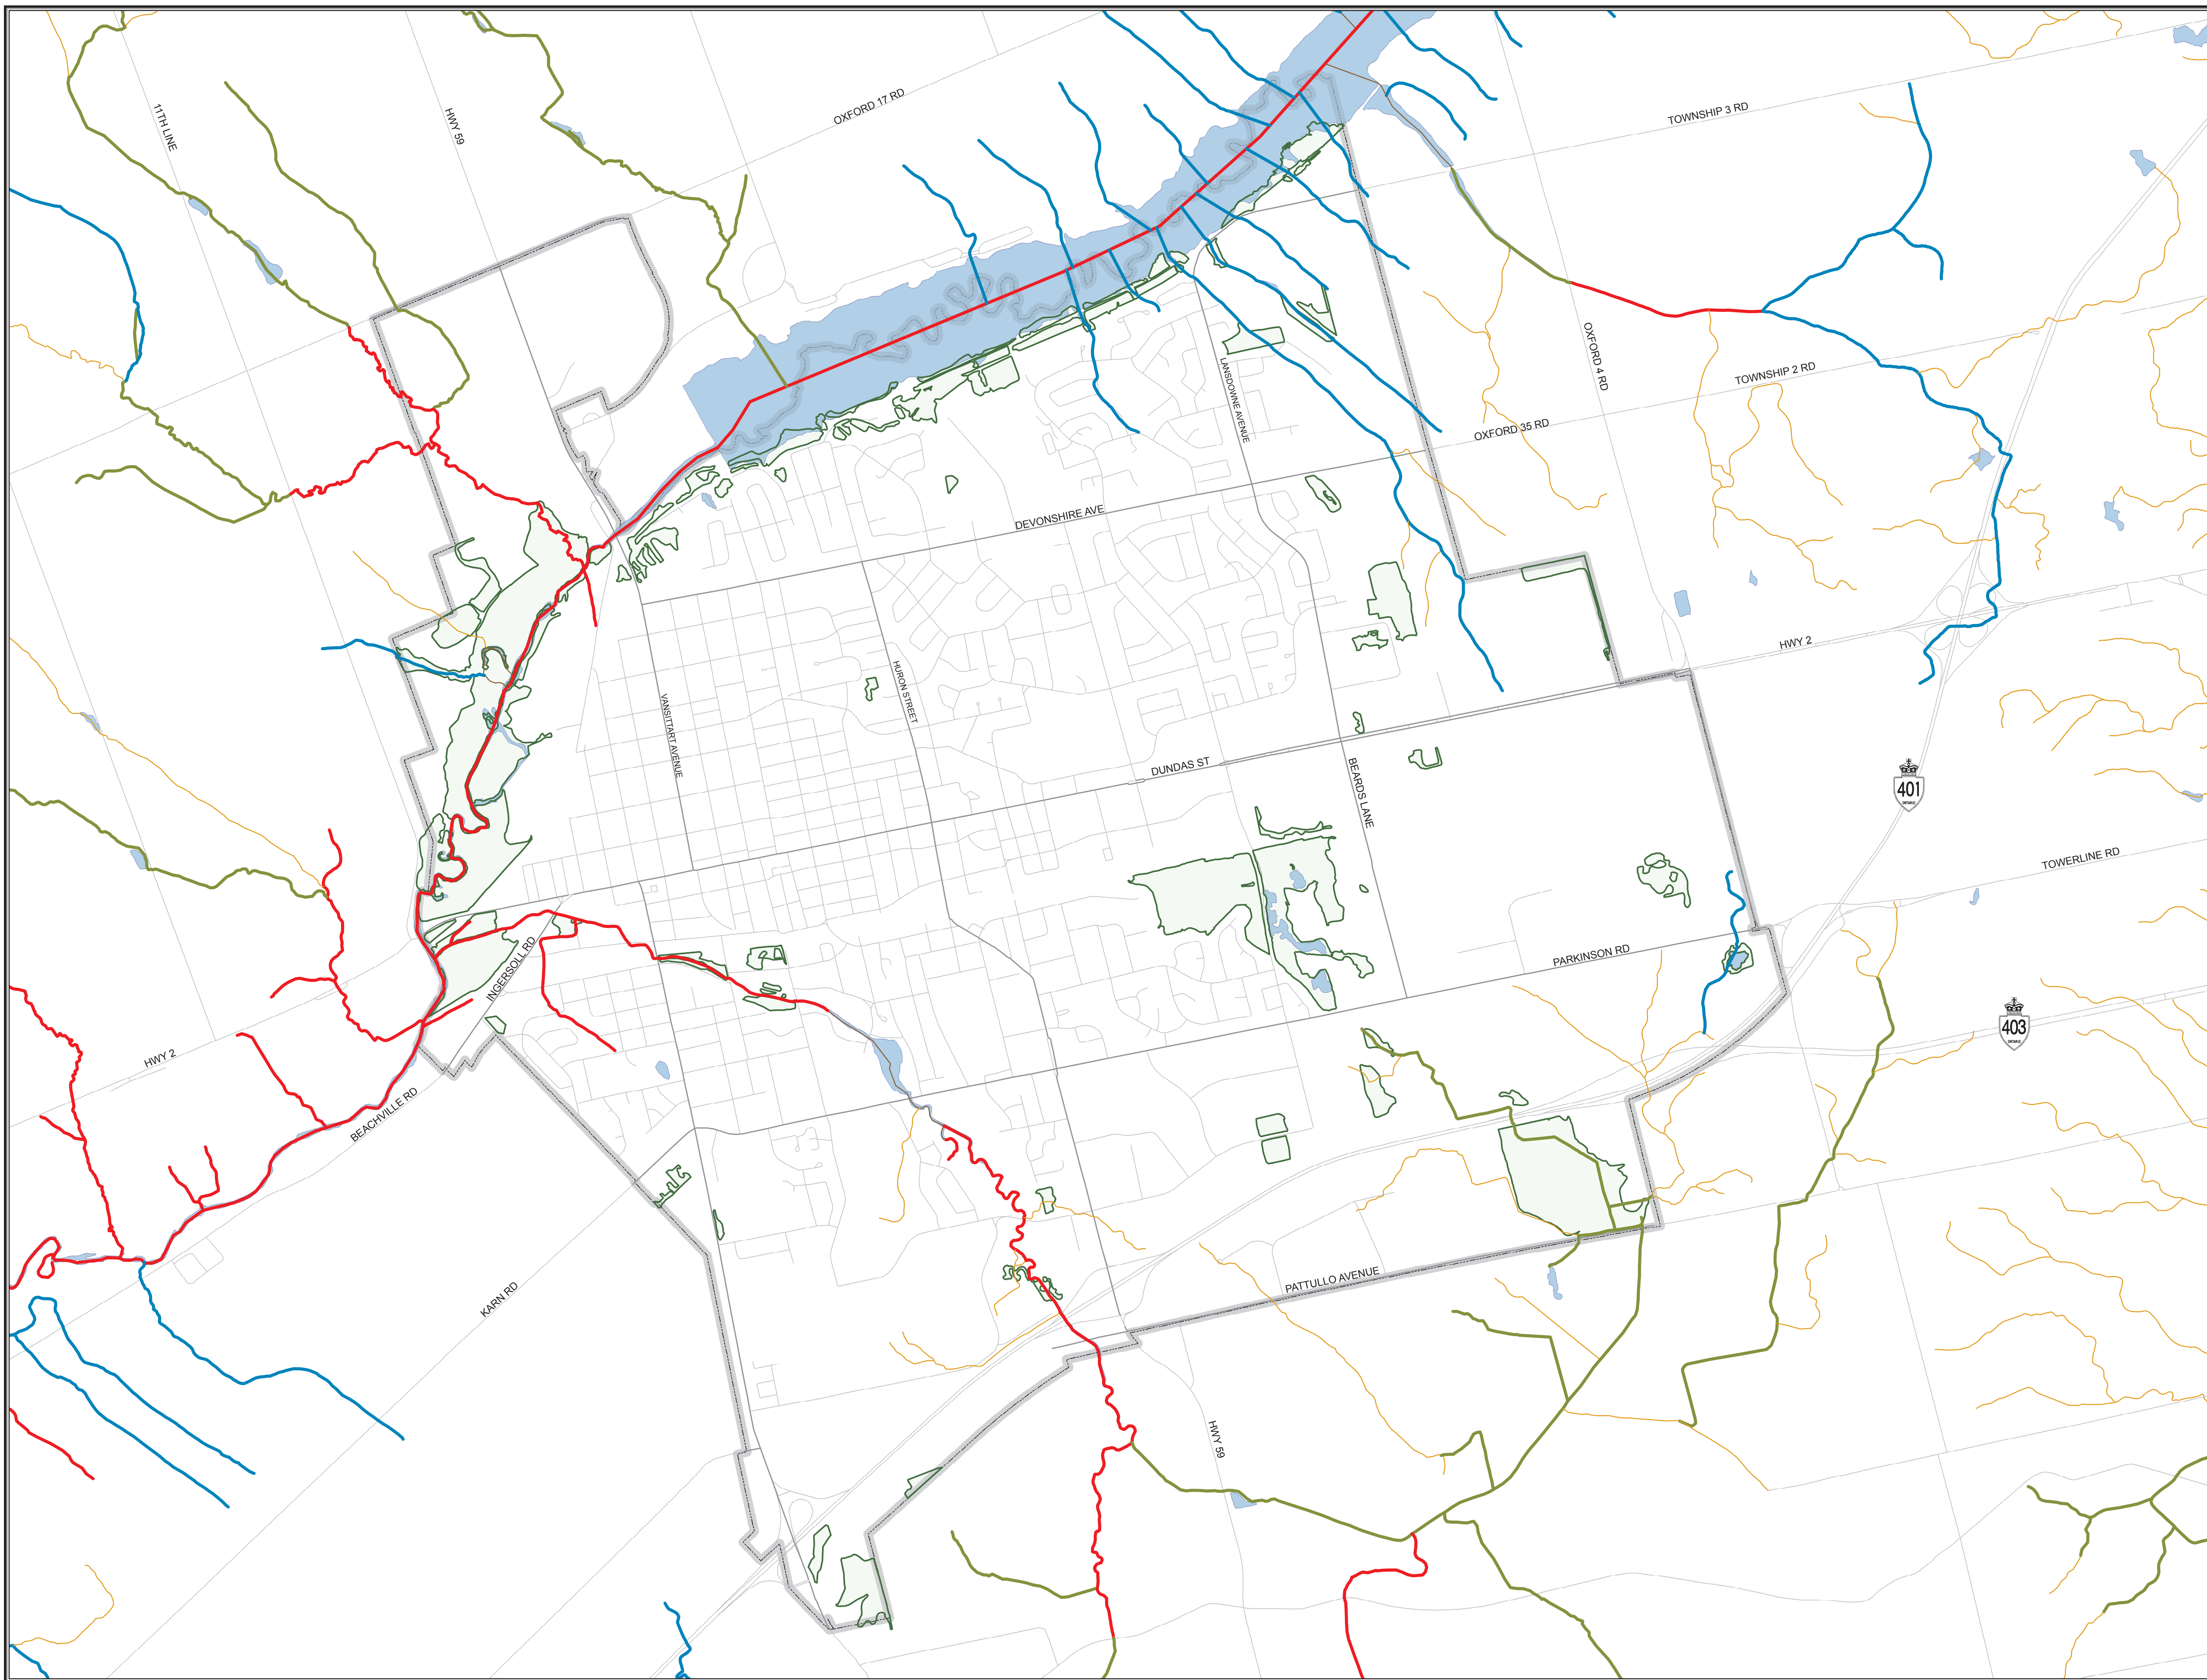 11TH LINE
HWY 59
OXFORD 17 RD
TOWNSHIP 3 RD
OXFORD 4 RD
LANSDOWNE AVENUE
TOWNSHIP 2 RD
OXFORD 35 RD
DEVONSHIRE AVE
HWY 2
HURON STREET
VANSITTART AVENUE
DUNDAS ST
BEARDS LANE
401
ONTARIO
TOWERLINE RD
INGERSOLL RD
PARKINSON RD
403
ONTARIO
HWY 2
BEACHVILLE RD
KARN RD
PATTULLO AVENUE
HWY 59